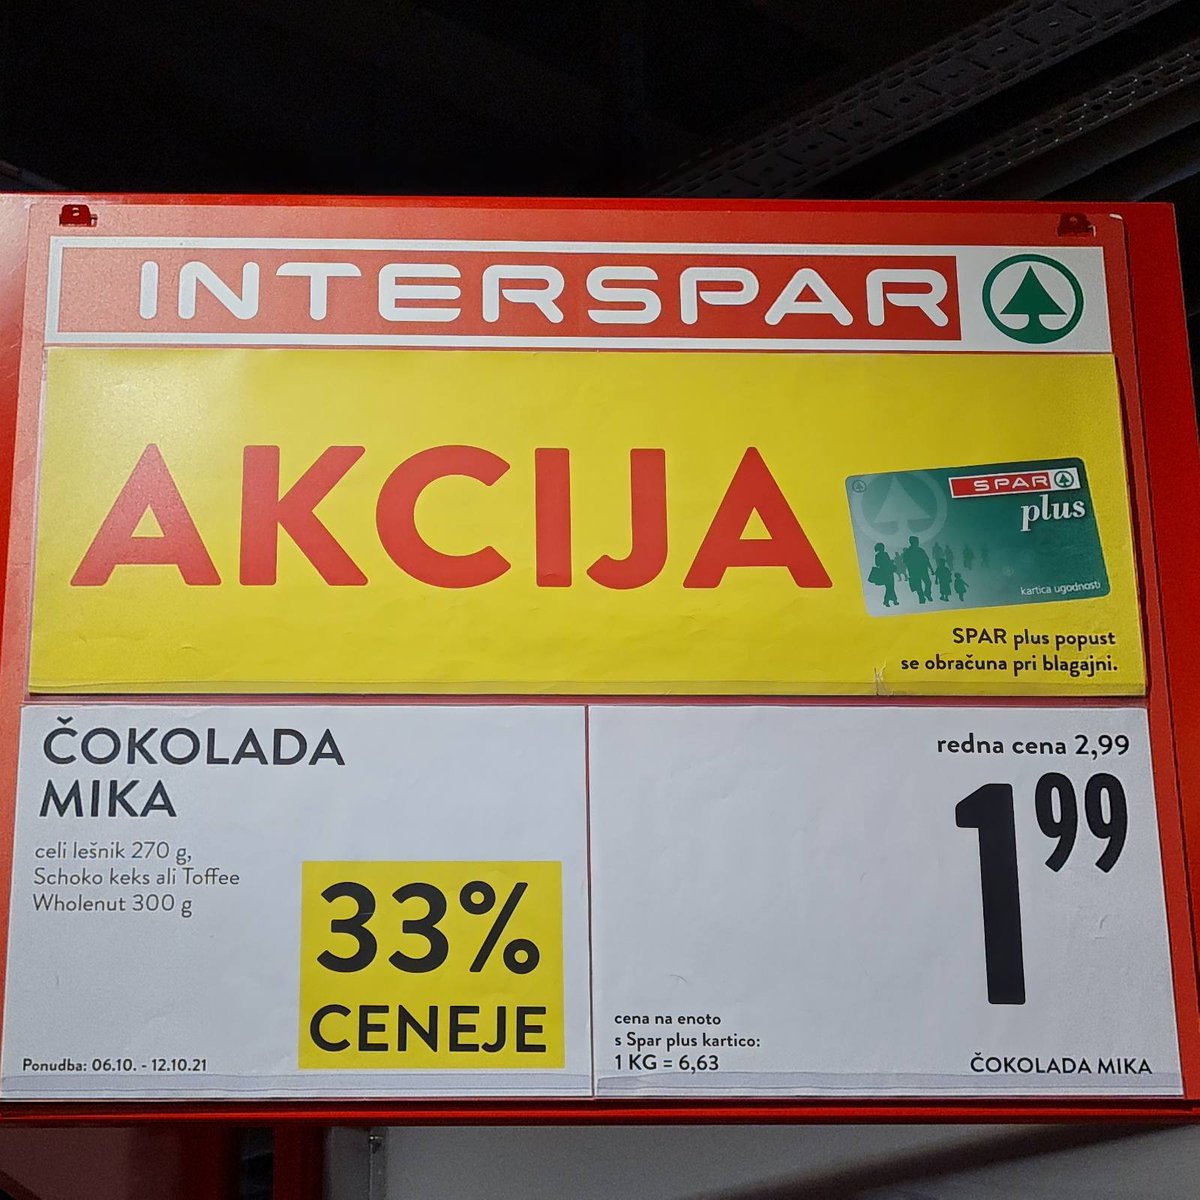 INTERSPAR
AKCIJA
SPAR
plus
kartica ugodnosti
SPAR plus popust
se obračuna pri blagajni.
ČOKOLADA
MIKA
celi lešnik 270 g,
Schoko keks ali Toffee
Wholenut 300 g
33%
CENEJE
Ponudba: 06.10. - 12.10.21
redna cena 2,99
1 99
cena na enoto
s Spar plus kartico:
1 KG = 6,63
ČOKOLADA MIKA